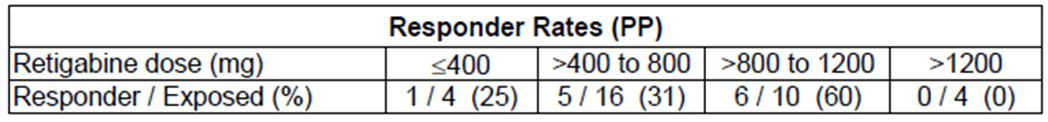 Responder Rates (PP)
Retigabine dose (mg) ≤400 >400 to 800 >800 to 1200 >1200
Responder / Exposed (%) 1 / 4 (25) 5 / 16 (31) 6 / 10 (60) 0 / 4 (0)